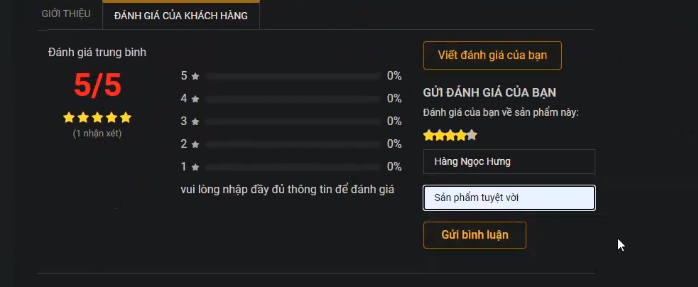 GIỚI THIỆU
ĐÁNH GIÁ CỦA KHÁCH HÀNG
Đánh giá trung bình
5/5
(1 nhận xét)
5 0%
4 0%
3 0%
2 0%
1 0%
vui lòng nhập đầy đủ thông tin để đánh giá
Viết đánh giá của bạn
GỬI ĐÁNH GIÁ CỦA BẠN
Đánh giá của bạn về sản phẩm này:
Hàng Ngọc Hưng
Sản phẩm tuyệt vời
Gửi bình luận